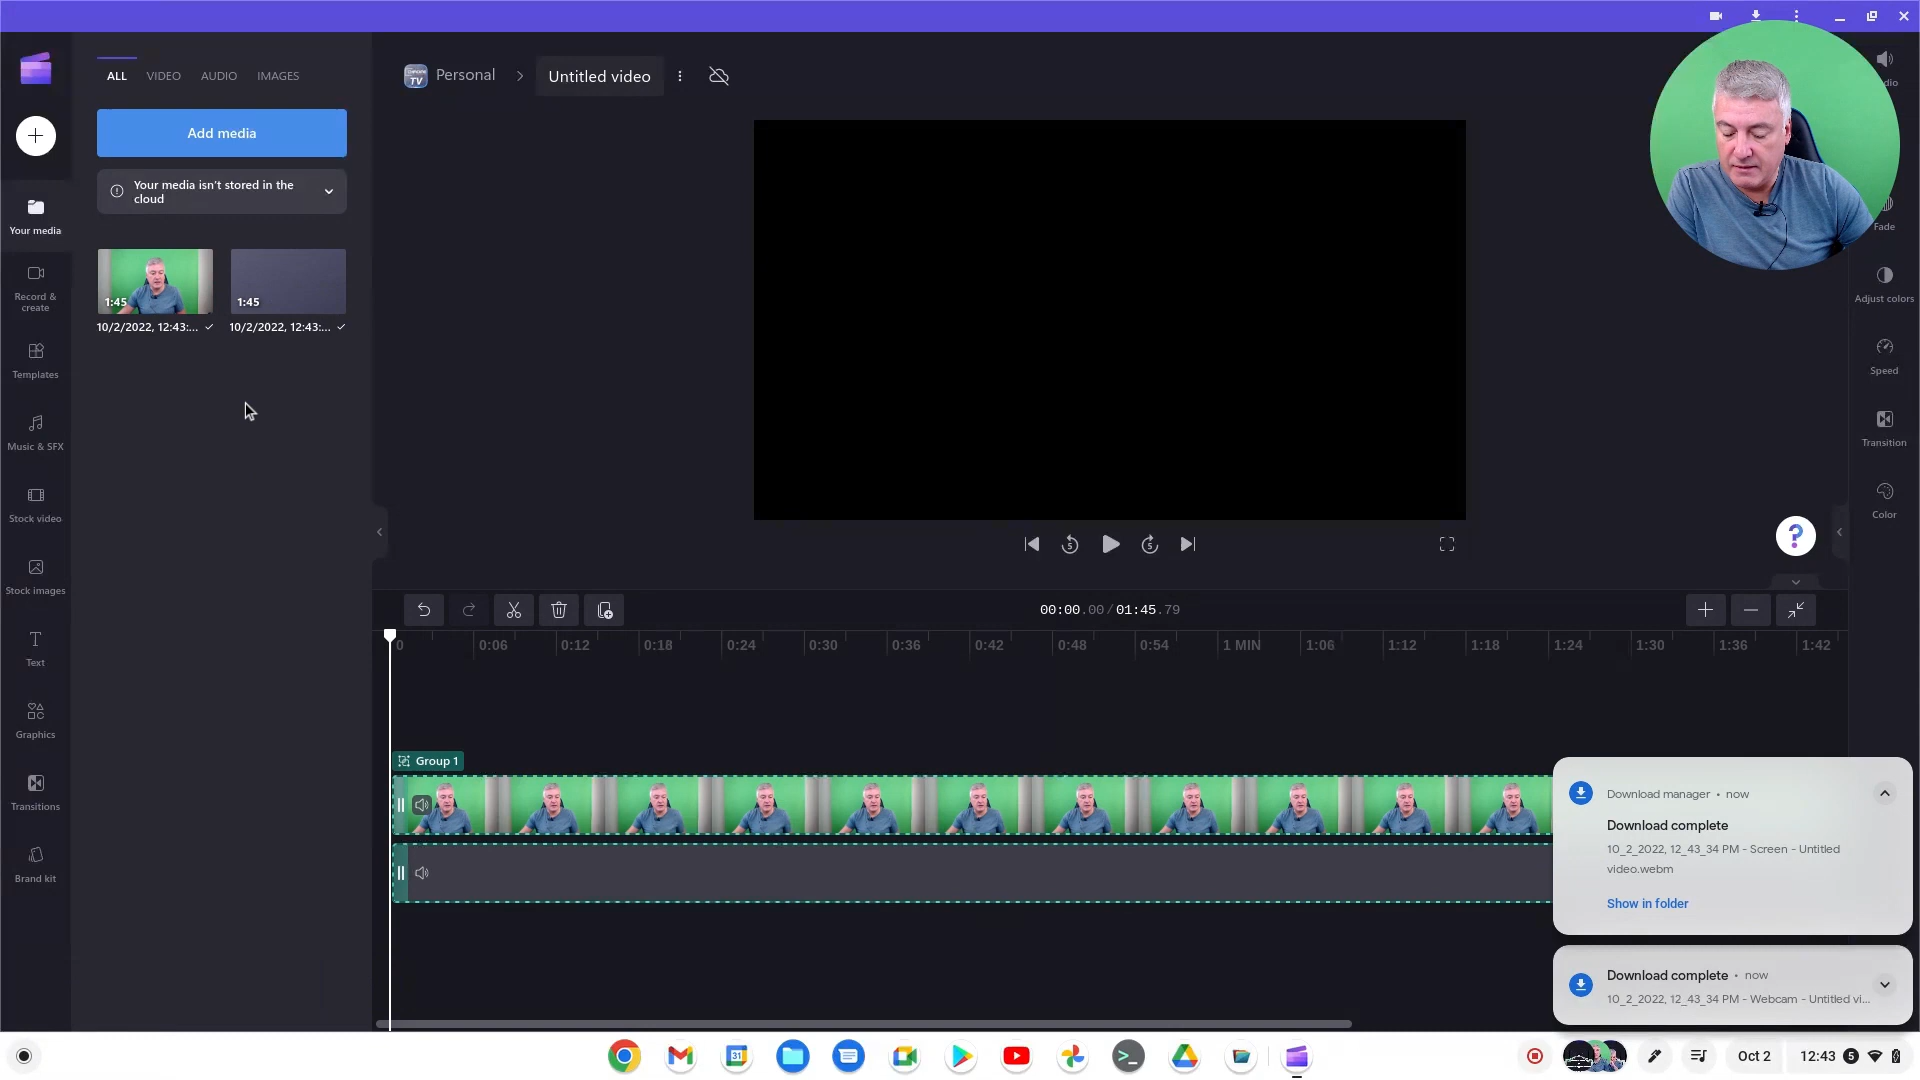 ALL VIDEO AUDIO IMAGES
Add media
Your media isn't stored in the
cloud
1:45
1:45
10/2/2022, 12:43:...
10/2/2022, 12:43:...
Your media
Record &
create
Templates
Music & SFX
Stock video
Stock images
Text
Graphics
Transitions
Brand kit
TV
Personal
Untitled video
Fade
Adjust colors
Speed
Transition
Color
?
5
5
00:00.00/01:45.79
0 0:06 0:12 0:18 0:24 0:30 0:36 0:42 0:48 0:54 1 MIN 1:06 1:12 1:18 1:24 1:30 1:36 1:42
Group 1
Download manager • now
Download complete
10_2_2022, 12_43_34 PM - Screen - Untitled
video.webm
Show in folder
Download complete • now
10_2_2022, 12_43_34 PM - Webcam - Untitled vi...
31
Oct 2
12:43
5